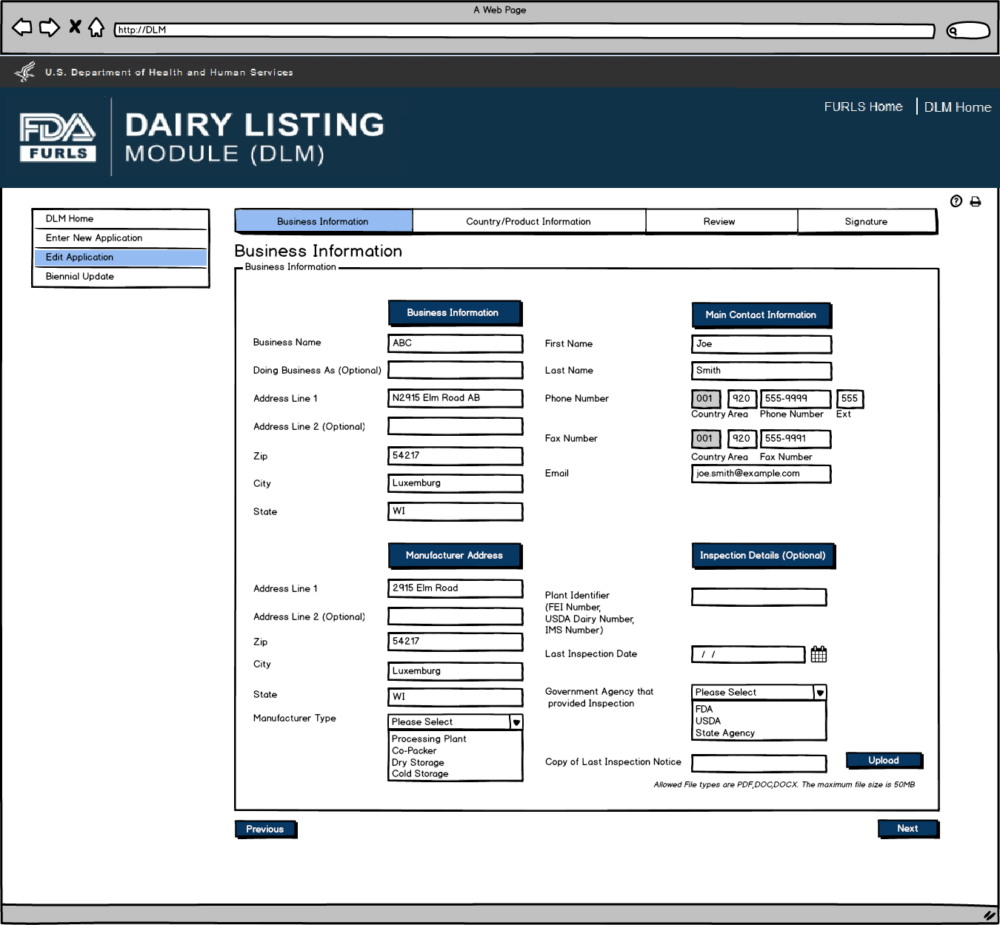 A Web Page
http://DLM
U.S. Department of Health and Human Services
FURLS Home | DLM Home
FDA
FURLS
DAIRY LISTING
MODULE (DLM)
DLM Home
Enter New Application
Edit Application
Biennial Update
Business Information
Country/Product Information
Review
Signature
Business Information
Business Information
Business Information
Business Name
ABC
Doing Business As (Optional)
Address Line 1
N2915 Elm Road AB
Address Line 2 (Optional)
Zip
54217
City
Luxemburg
State
WI
Main Contact Information
First Name
Joe
Last Name
Smith
Phone Number
001 920 555-9999 555
Country Area Phone Number Ext
Fax Number
001 920 555-9991
Country Area Fax Number
Email
joe.smith@example.com
Manufacturer Address
Address Line 1
2915 Elm Road
Address Line 2 (Optional)
Zip
54217
City
Luxemburg
State
WI
Manufacturer Type
Please Select
Processing Plant
Co-Packer
Dry Storage
Cold Storage
Inspection Details (Optional)
Plant Identifier
(FEI Number,
USDA Dairy Number,
IMS Number)
Last Inspection Date
/ /
Government Agency that
provided Inspection
Please Select
FDA
USDA
State Agency
Copy of Last Inspection Notice
Upload
Allowed File types are PDF,DOC,DOCX. The maximum file size is 50MB
Previous
Next